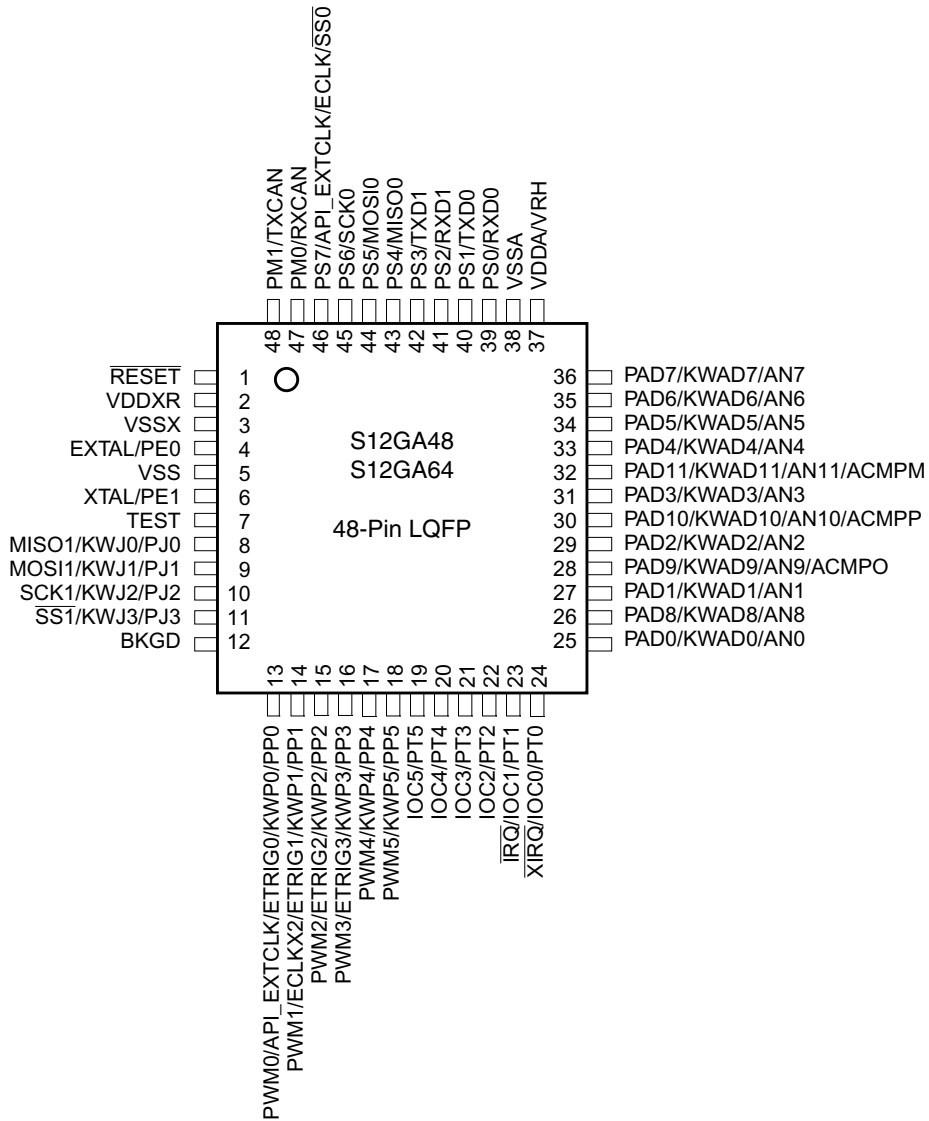 PM1/TXCAN
PM0/RXCAN
PS7/API_EXTCLK/ECLK/SS0
PS6/SCK0
PS5/MOSI0
PS4/MISO0
PS3/TXD1
PS2/RXD1
PS1/TXD0
PS0/RXD0
VSSA
VDDA/VRH
48
47
46
45
44
43
42
41
40
39
38
37
RESET 1
VDDXR 2
VSSX 3
EXTAL/PE0 4
VSS 5
XTAL/PE1 6
TEST 7
MISO1/KWJ0/PJ0 8
MOSI1/KWJ1/PJ1 9
SCK1/KWJ2/PJ2 10
SS1/KWJ3/PJ3 11
BKGD 12
S12GA48
S12GA64
48-Pin LQFP
36 PAD7/KWAD7/AN7
35 PAD6/KWAD6/AN6
34 PAD5/KWAD5/AN5
33 PAD4/KWAD4/AN4
32 PAD11/KWAD11/AN11/ACMPM
31 PAD3/KWAD3/AN3
30 PAD10/KWAD10/AN10/ACMPP
29 PAD2/KWAD2/AN2
28 PAD9/KWAD9/AN9/ACMPO
27 PAD1/KWAD1/AN1
26 PAD8/KWAD8/AN8
25 PAD0/KWAD0/AN0
13
14
15
16
17
18
19
20
21
22
23
24
PWM0/API_EXTCLK/ETRIG0/KWP0/PP0
PWM1/ECLKX2/ETRIG1/KWP1/PP1
PWM2/ETRIG2/KWP2/PP2
PWM3/ETRIG3/KWP3/PP3
PWM4/KWP4/PP4
PWM5/KWP5/PP5
IOC5/PT5
IOC4/PT4
IOC3/PT3
IOC2/PT2
IRQ/IOC1/PT1
XIRQ/IOC0/PT0